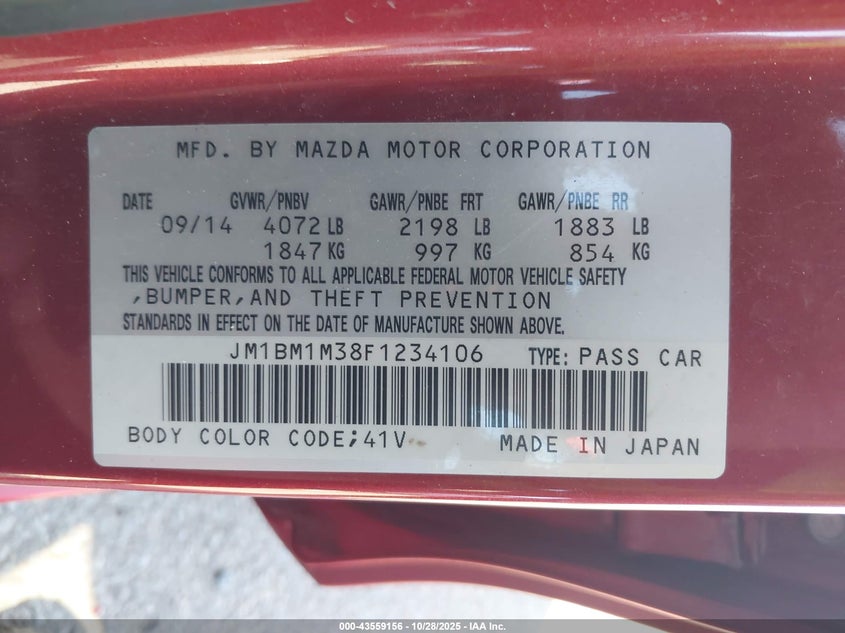 MFD. BY MAZDA MOTOR CORPORATION
DATE GVWR/PNBV GAWR/PNBE FRT GAWR/PNBE RR
09/14 4072 LB 2198 LB 1883 LB
1847 KG 997 KG 854 KG
THIS VEHICLE CONFORMS TO ALL APPLICABLE FEDERAL MOTOR VEHICLE SAFETY
,BUMPER,AND THEFT PREVENTION
STANDARDS IN EFFECT ON THE DATE OF MANUFACTURE SHOWN ABOVE.
JM1BM1M38F1234106 TYPE: PASS CAR
BODY COLOR CODE;41V MADE IN JAPAN
000-43559156 • 10/28/2025 • IAA Inc.